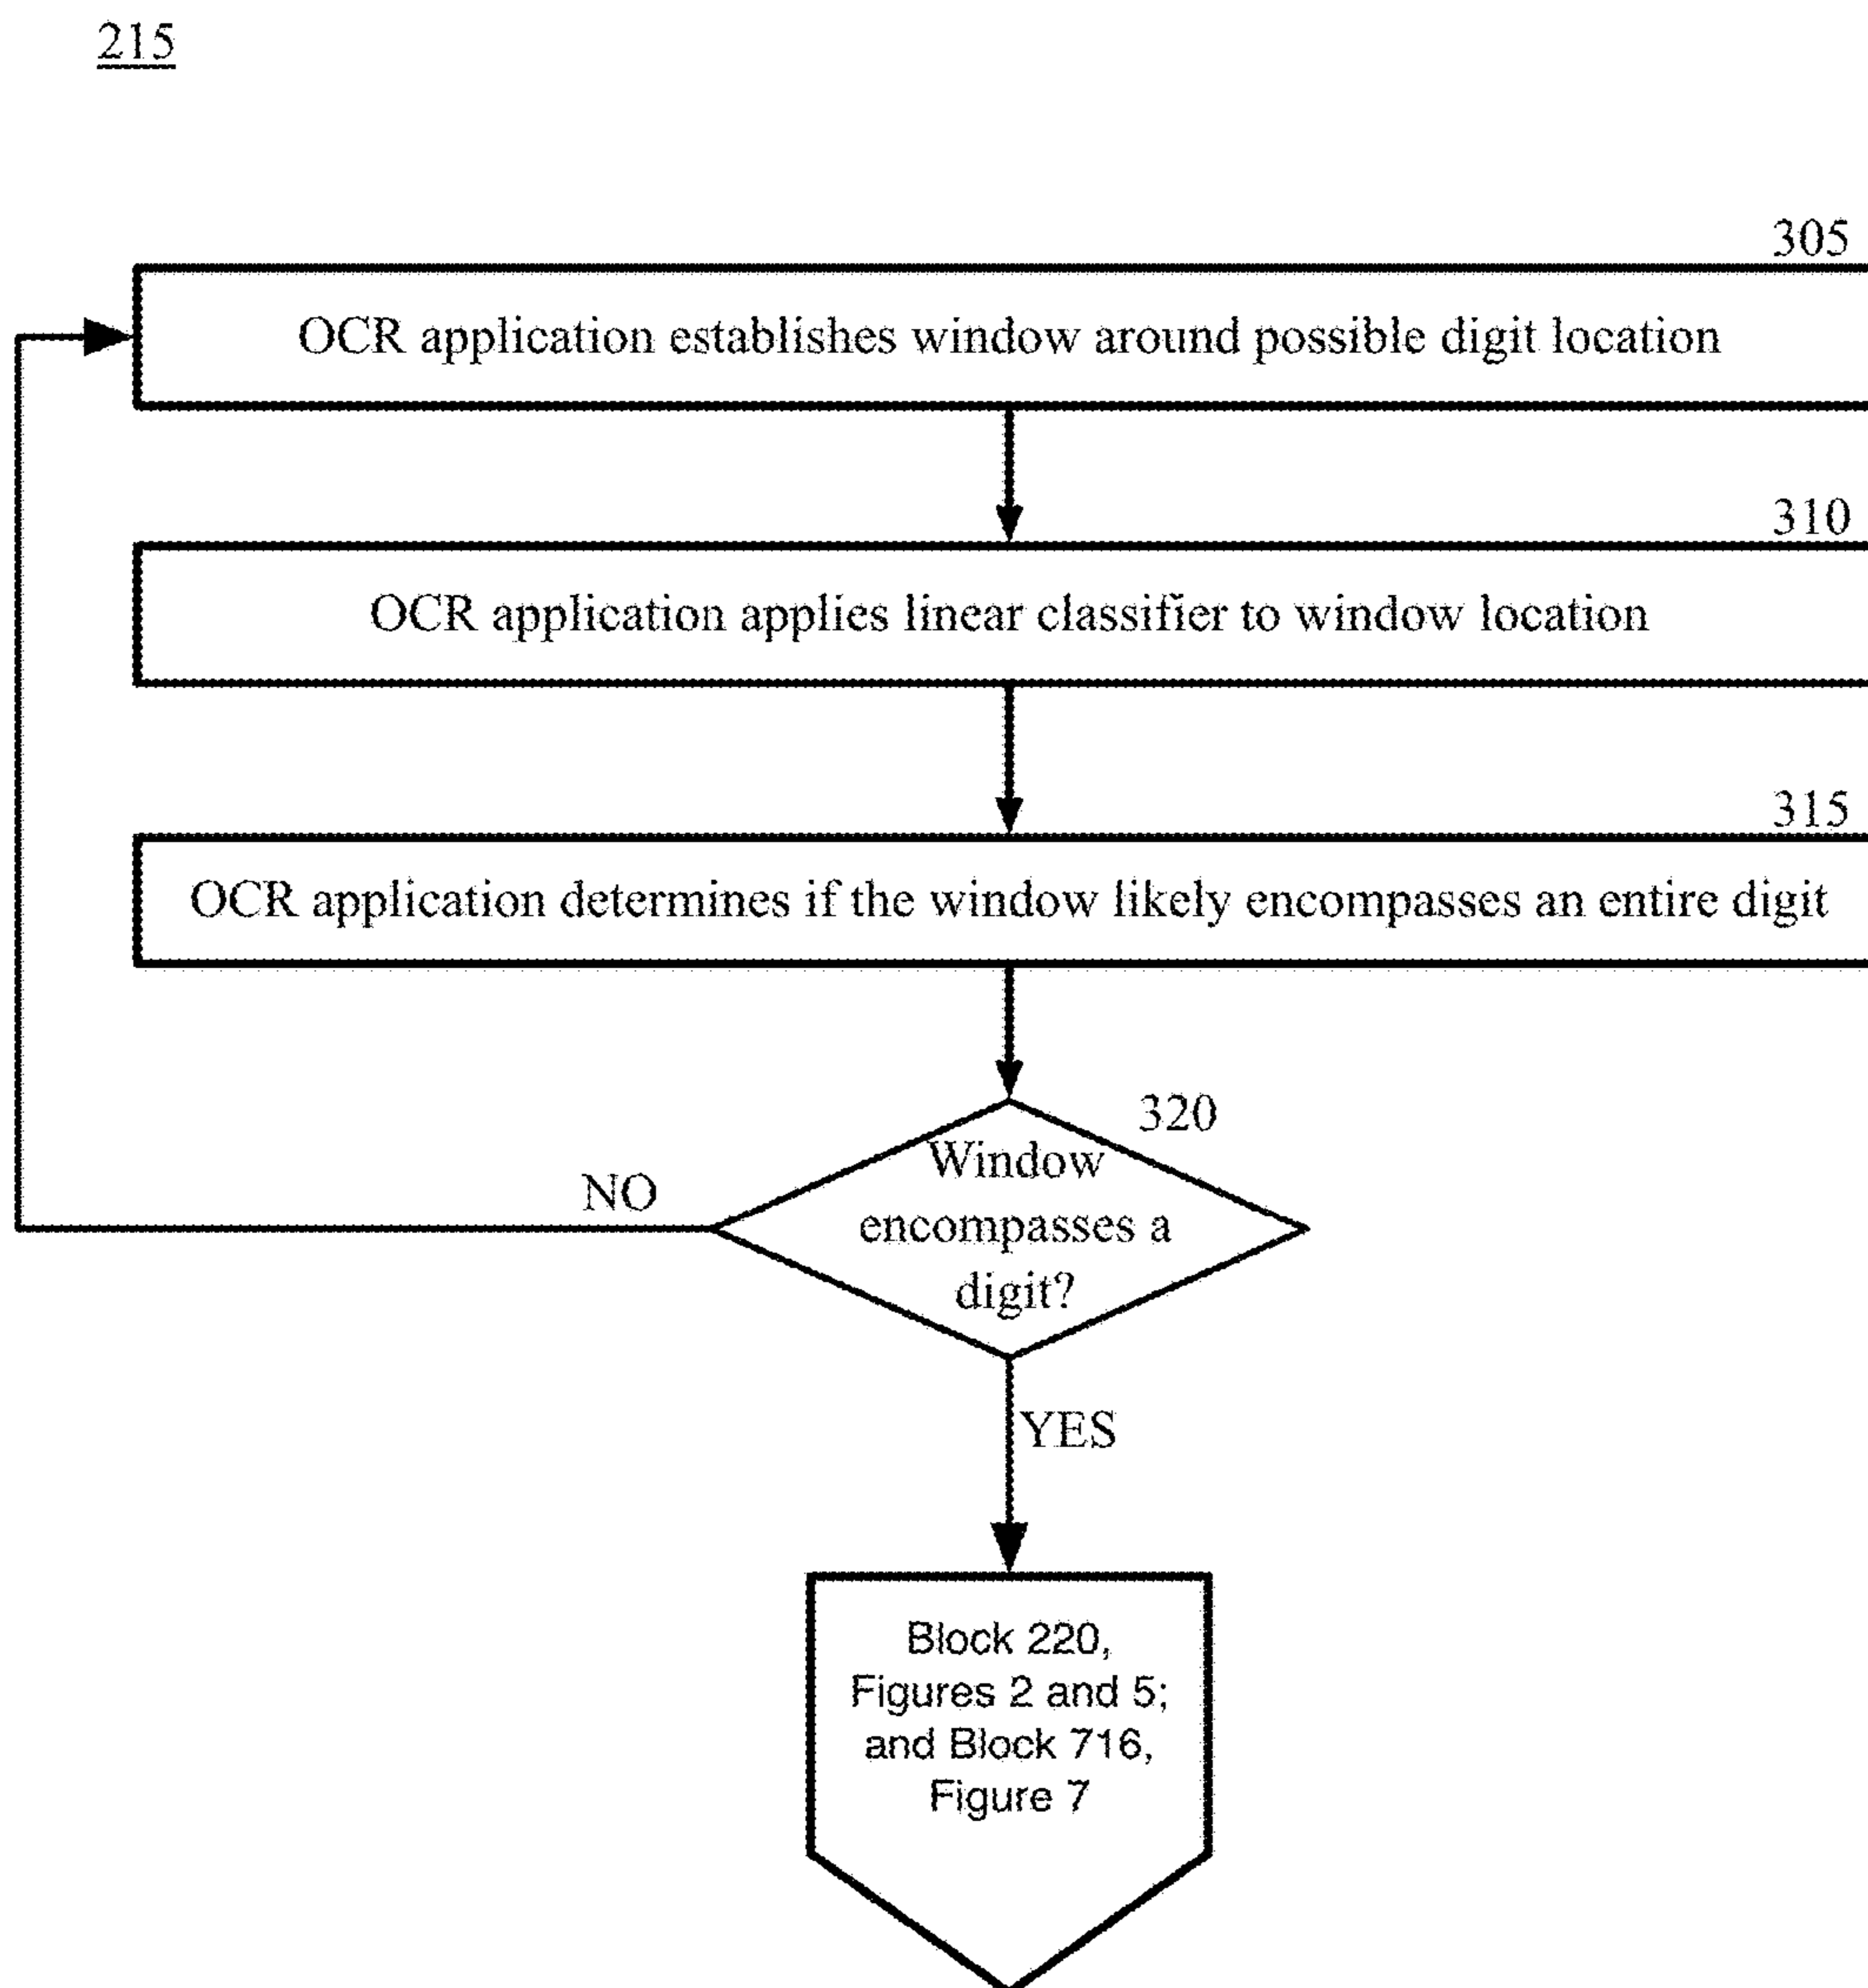 215
305
OCR application establishes window around possible digit location
310
OCR application applies linear classifier to window location
315
OCR application determines if the window likely encompasses an entire digit
320
Window
encompasses a
digit?
NO
YES
Block 220,
Figures 2 and 5;
and Block 716,
Figure 7